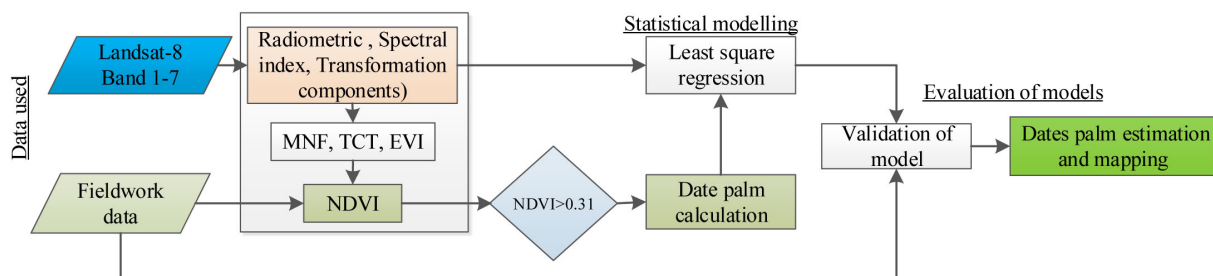 Data used
Landsat-8
Band 1-7
Fieldwork
data
Radiometric , Spectral
index, Transformation
components)
MNF, TCT, EVI
NDVI
NDVI>0.31
Statistical modelling
Least square
regression
Date palm
calculation
Evaluation of models
Validation of
model
Dates palm estimation
and mapping